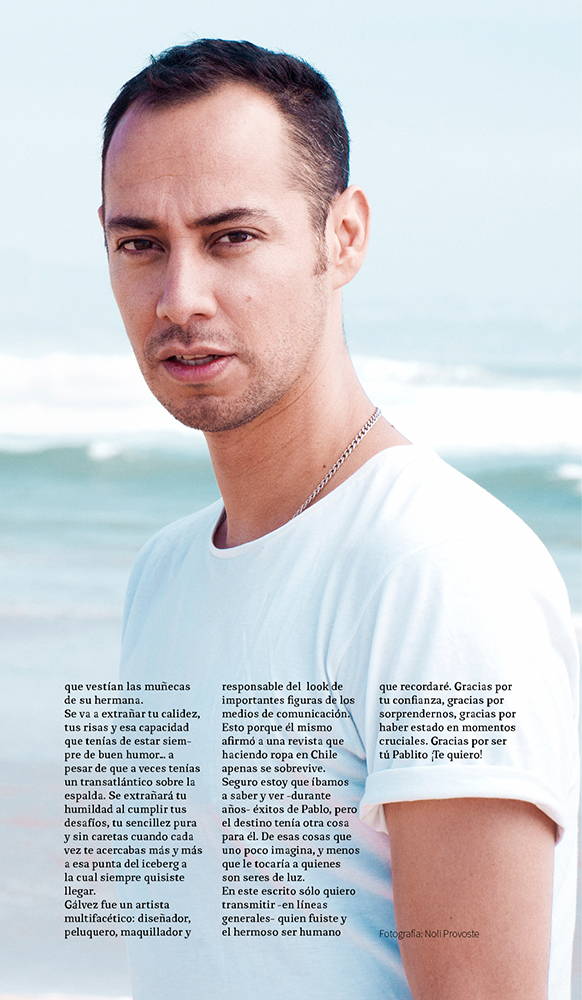 que vestían las muñecas
de su hermana.
Se va a extrañar tu calidez,
tus risas y esa capacidad
que tenías de estar siem-
pre de buen humor... a
pesar de que a veces tenías
un transatlántico sobre la
espalda. Se extrañará tu
humildad al cumplir tus
desafíos, tu sencillez pura
y sin caretas cuando cada
vez te acercabas más y más
a esa punta del iceberg a
la cual siempre quisiste
llegar.
Gálvez fue un artista
multifacético: diseñador,
peluquero, maquillador y
responsable del look de
importantes figuras de los
medios de comunicación.
Esto porque él mismo
afirmó a una revista que
haciendo ropa en Chile
apenas se sobrevive.
Seguro estoy que íbamos
a saber y ver -durante
años- éxitos de Pablo, pero
el destino tenía otra cosa
para él. De esas cosas que
uno poco imagina, y menos
que le tocaría a quienes
son seres de luz.
En este escrito sólo quiero
transmitir -en líneas
generales- quien fuiste y
el hermoso ser humano
que recordaré. Gracias por
tu confianza, gracias por
sorprendernos, gracias por
haber estado en momentos
cruciales. Gracias por ser
tú Pablito ¡Te quiero!
Fotografía: Noli Provoste